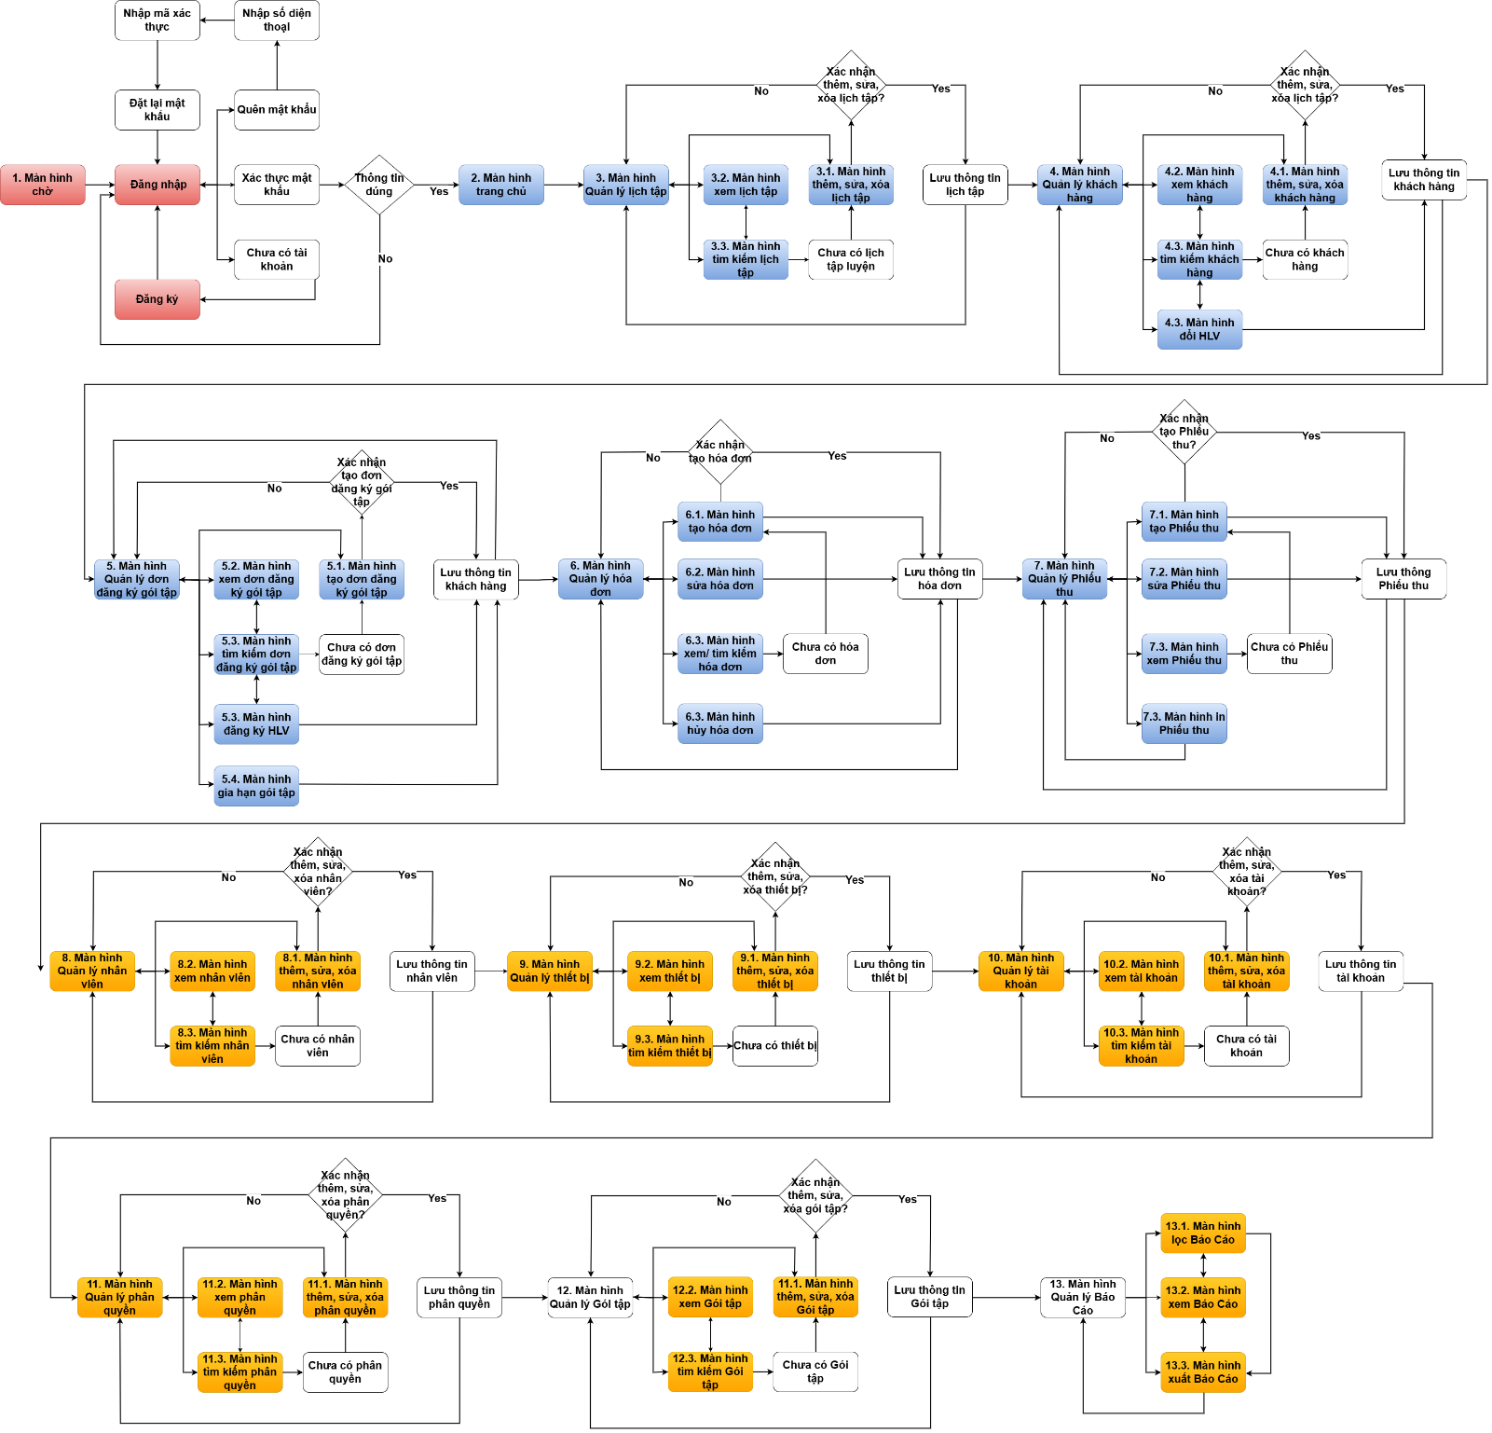 Nhập mã xác
thực
Nhập số điện
thoại
Đặt lại mật
khẩu
Quên mật khẩu
1. Màn hình
chờ
Đăng nhập
Xác thực mật
khẩu
Thông tin
đúng
Yes
No
Chưa có tài
khoản
Đăng ký
2. Màn hình
trang chủ
Xác nhận
thêm, sửa,
xóa lịch tập?
No
Yes
3. Màn hình
Quản lý lịch tập
3.2. Màn hình
xem lịch tập
3.1. Màn hình
thêm, sửa, xóa
lịch tập
Lưu thông tin
lịch tập
3.3. Màn hình
tìm kiếm lịch
tập
Chưa có lịch
tập luyện
Xác nhận
thêm, sửa,
xóa lịch tập?
No
Yes
4. Màn hình
Quản lý khách
hàng
4.2. Màn hình
xem khách
hàng
4.1. Màn hình
thêm, sửa, xóa
khách hàng
Lưu thông tin
khách hàng
4.3. Màn hình
tìm kiếm khách
hàng
Chưa có khách
hàng
4.3. Màn hình
đổi HLV
Xác nhận
tạo đơn
đăng ký gói
tập
No
Yes
5. Màn hình
Quản lý đơn
đăng ký gói tập
5.2. Màn hình
xem đơn đăng
ký gói tập
5.1. Màn hình
tạo đơn đăng
ký gói tập
Lưu thông tin
khách hàng
5.3. Màn hình
tìm kiếm đơn
đăng ký gói tập
Chưa có đơn
đăng ký gói tập
5.3. Màn hình
đăng ký HLV
5.4. Màn hình
gia hạn gói tập
Xác nhận
tạo hóa đơn
No
Yes
6.1. Màn hình
tạo hóa đơn
6. Màn hình
Quản lý hóa
đơn
6.2. Màn hình
sửa hóa đơn
Lưu thông tin
hóa đơn
6.3. Màn hình
xem/ tìm kiếm
hóa đơn
Chưa có hóa
đơn
6.3. Màn hình
hủy hóa đơn
Xác nhận
tạo Phiếu
thu?
No
Yes
7.1. Màn hình
tạo Phiếu thu
7. Màn hình
Quản lý Phiếu
thu
7.2. Màn hình
sửa Phiếu thu
Lưu thông
Phiếu thu
7.3. Màn hình
xem Phiếu thu
Chưa có Phiếu
thu
7.3. Màn hình in
Phiếu thu
Xác nhận
thêm, sửa,
xóa nhân
viên?
No
Yes
8. Màn hình
Quản lý nhân
viên
8.2. Màn hình
xem nhân viên
8.1. Màn hình
thêm, sửa, xóa
nhân viên
Lưu thông tin
nhân viên
8.3. Màn hình
tìm kiếm nhân
viên
Chưa có nhân
viên
Xác nhận
thêm, sửa,
xóa thiết bị?
No
Yes
9. Màn hình
Quản lý thiết bị
9.2. Màn hình
xem thiết bị
9.1. Màn hình
thêm, sửa, xóa
thiết bị
Lưu thông tin
thiết bị
9.3. Màn hình
tìm kiếm thiết bị
Chưa có thiết bị
Xác nhận
thêm, sửa,
xóa tài
khoản?
No
Yes
10. Màn hình
Quản lý tài
khoản
10.2. Màn hình
xem tài khoản
10.1. Màn hình
thêm, sửa, xóa
tài khoản
Lưu thông tin
tài khoản
10.3. Màn hình
tìm kiếm tài
khoản
Chưa có tài
khoản
Xác nhận
thêm, sửa,
xóa phân
quyền?
No
Yes
11. Màn hình
Quản lý phân
quyền
11.2. Màn hình
xem phân
quyền
11.1. Màn hình
thêm, sửa, xóa
phân quyền
Lưu thông tin
phân quyền
11.3. Màn hình
tìm kiếm phân
quyền
Chưa có phân
quyền
Xác nhận
thêm, sửa,
xóa gói tập?
No
Yes
12. Màn hình
Quản lý Gói tập
12.2. Màn hình
xem Gói tập
11.1. Màn hình
thêm, sửa, xóa
Gói tập
Lưu thông tin
Gói tập
12.3. Màn hình
tìm kiếm Gói
tập
Chưa có Gói
tập
13. Màn hình
Quản lý Báo
Cáo
13.1. Màn hình
lọc Báo Cáo
13.2. Màn hình
xem Báo Cáo
13.3. Màn hình
xuất Báo Cáo